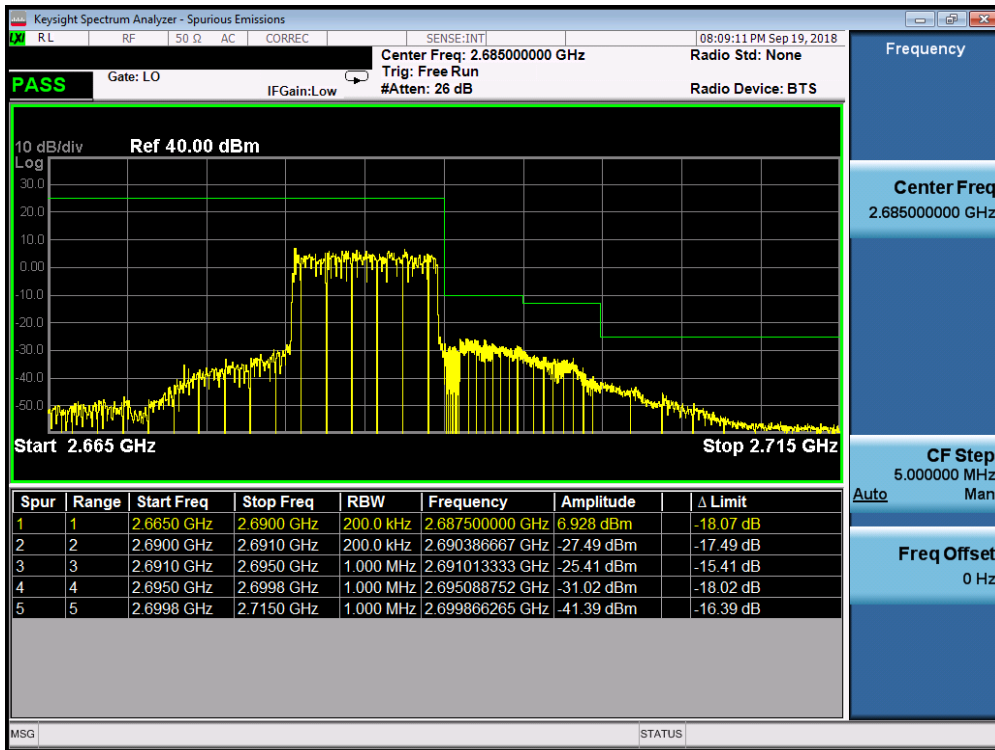 Keysight Spectrum Analyzer - Spurious Emissions
LXI RL RF 50 Ω AC CORREC SENSE:INT 08:09:11 PM Sep 19, 2018
Center Freq: 2.685000000 GHz Radio Std: None
Trig: Free Run
PASS Gate: LO IFGain:Low #Atten: 26 dB Radio Device: BTS
Frequency
10 dB/div Ref 40.00 dBm
Log
30.0
20.0
10.0
0.00
-10.0
-20.0
-30.0
-40.0
-50.0
Start 2.665 GHz Stop 2.715 GHz
Center Freq
2.685000000 GHz
CF Step
5.000000 MHz
Auto Man
Freq Offset
0 Hz
Spur Range Start Freq Stop Freq RBW Frequency Amplitude Δ Limit
1 1 2.6650 GHz 2.6900 GHz 200.0 kHz 2.687500000 GHz 6.928 dBm -18.07 dB
2 2 2.6900 GHz 2.6910 GHz 200.0 kHz 2.690386667 GHz -27.49 dBm -17.49 dB
3 3 2.6910 GHz 2.6950 GHz 1.000 MHz 2.691013333 GHz -25.41 dBm -15.41 dB
4 4 2.6950 GHz 2.6998 GHz 1.000 MHz 2.695088752 GHz -31.02 dBm -18.02 dB
5 5 2.6998 GHz 2.7150 GHz 1.000 MHz 2.699866265 GHz -41.39 dBm -16.39 dB
MSG STATUS